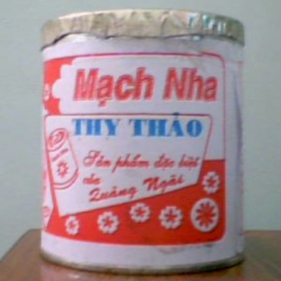 Mạch Nha
THY THẢO
Sản phẩm đặc biệt
của
Quảng Ngãi